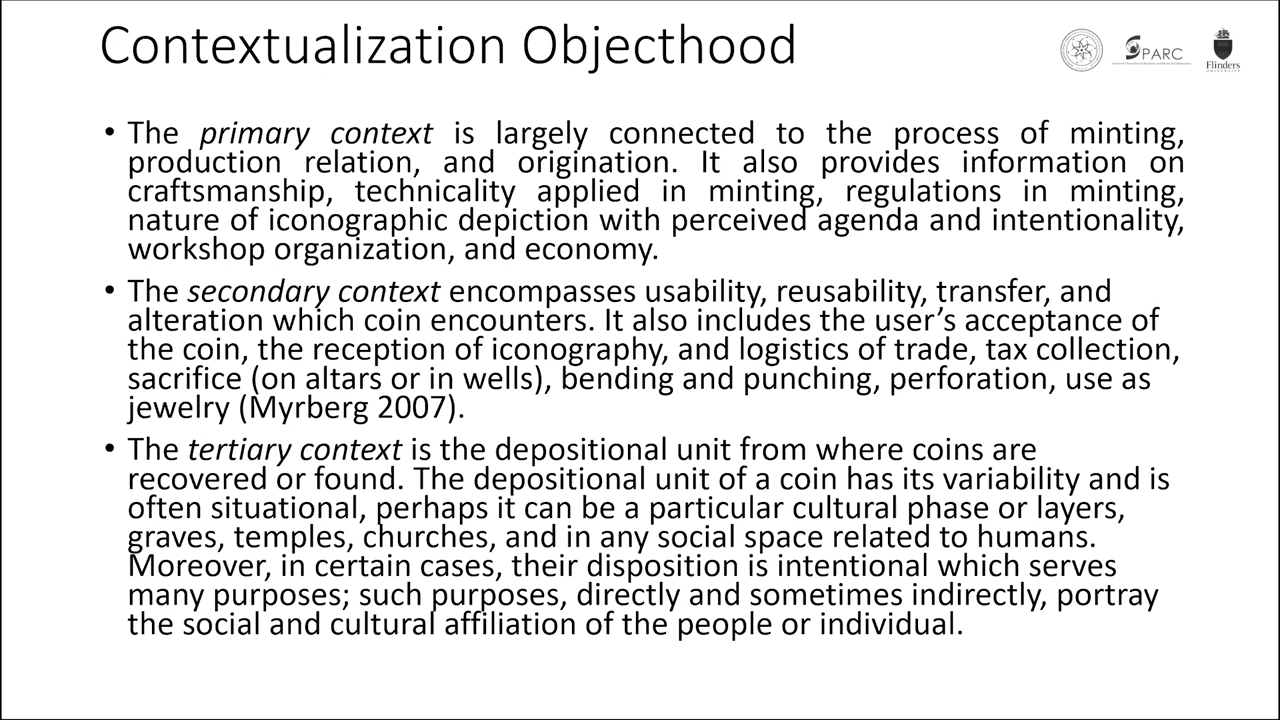 Contextualization Objecthood
SPARC
Flinders
UNIVERSITY
• The primary context is largely connected to the process of minting,
production relation, and origination. It also provides information on
craftsmanship, technicality applied in minting, regulations in minting,
nature of iconographic depiction with perceived agenda and intentionality,
workshop organization, and economy.
• The secondary context encompasses usability, reusability, transfer, and
alteration which coin encounters. It also includes the user’s acceptance of
the coin, the reception of iconography, and logistics of trade, tax collection,
sacrifice (on altars or in wells), bending and punching, perforation, use as
jewelry (Myrberg 2007).
• The tertiary context is the depositional unit from where coins are
recovered or found. The depositional unit of a coin has its variability and is
often situational, perhaps it can be a particular cultural phase or layers,
graves, temples, churches, and in any social space related to humans.
Moreover, in certain cases, their disposition is intentional which serves
many purposes; such purposes, directly and sometimes indirectly, portray
the social and cultural affiliation of the people or individual.